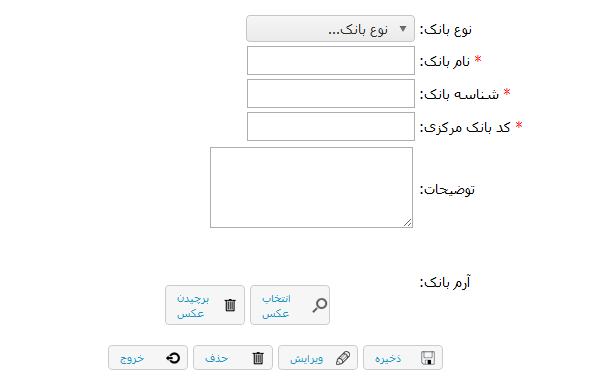 نوع بانک: نوع بانک...
* نام بانک:
* شناسه بانک:
* کد بانک مرکزی:
توضیحات:
آرم بانک:
انتخاب عکس
برچیدن عکس
ذخیره ویرایش حذف خروج